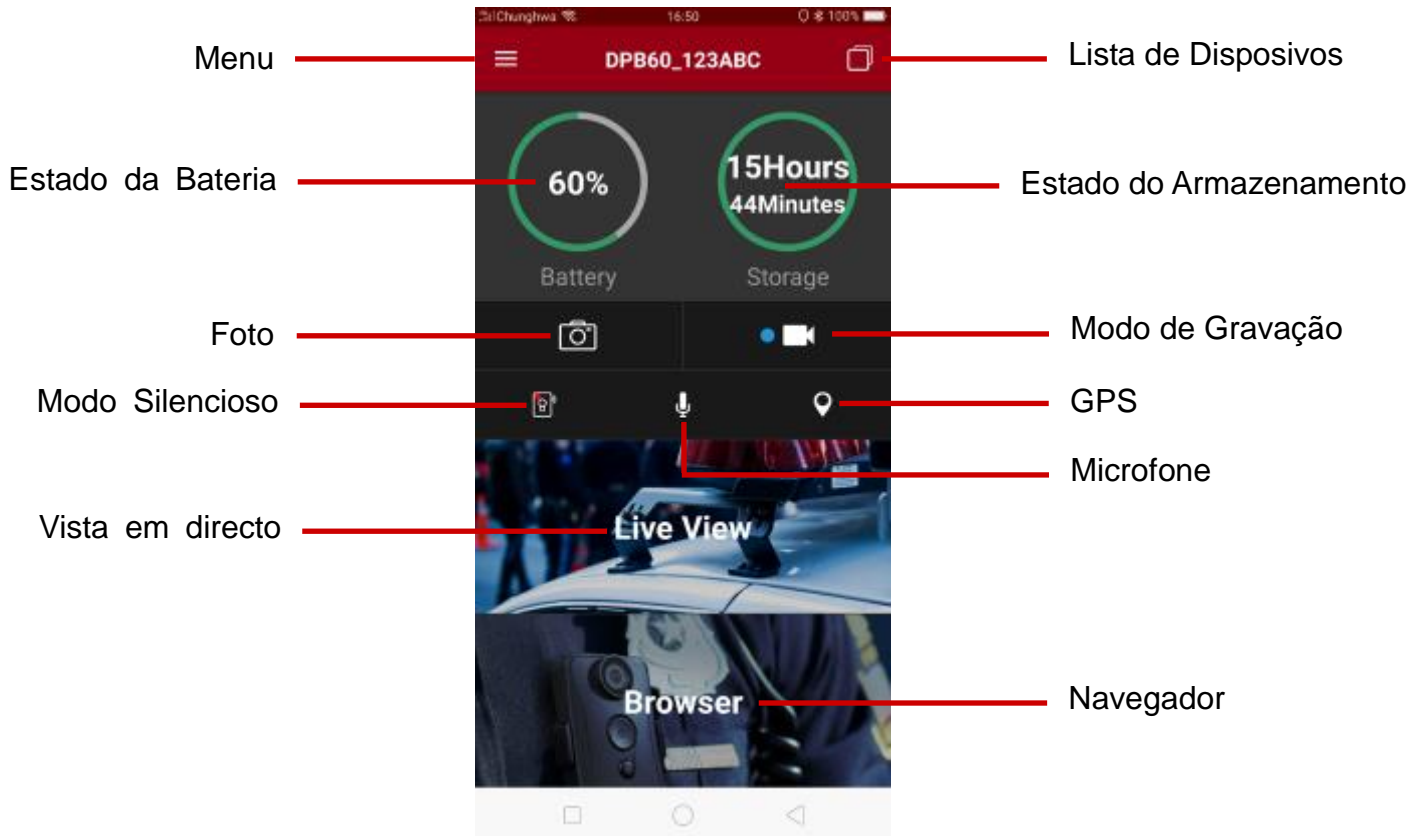 Chunghwa 16:50 100%
Menu DPB60_123ABC Lista de Disposivos
Estado da Bateria 60% 15Hours Estado do Armazenamento
44Minutes
Battery Storage
Foto Modo de Gravação
Modo Silencioso GPS
Microfone
Vista em directo Live View
Browser Navegador